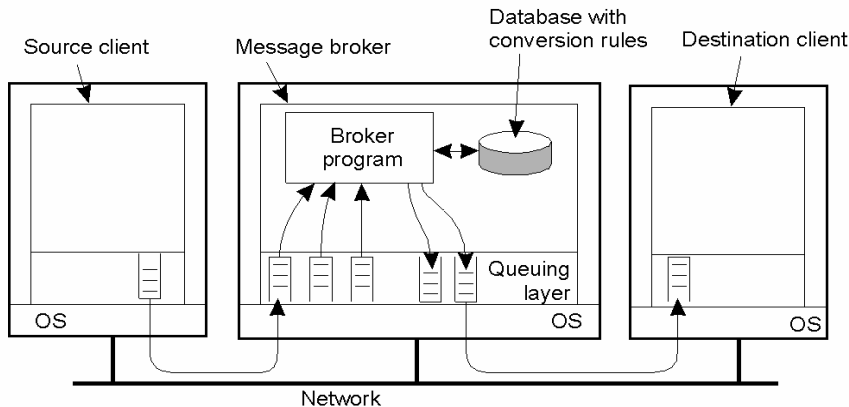 Source client
Message broker
Database with
conversion rules
Destination client
Broker
program
Queuing
layer
OS
OS
OS
Network